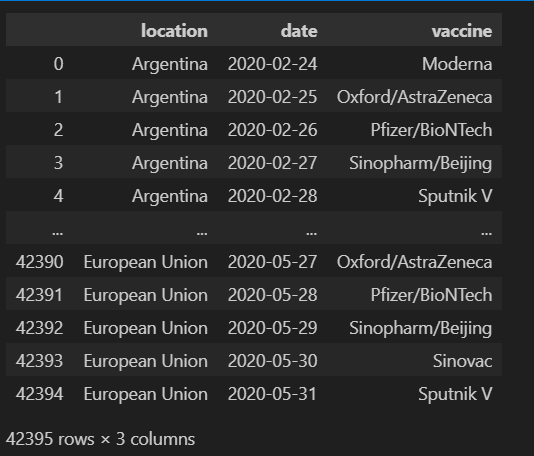 location date vaccine
0 Argentina 2020-02-24 Moderna
1 Argentina 2020-02-25 Oxford/AstraZeneca
2 Argentina 2020-02-26 Pfizer/BioNTech
3 Argentina 2020-02-27 Sinopharm/Beijing
4 Argentina 2020-02-28 Sputnik V
... ... ... ...
42390 European Union 2020-05-27 Oxford/AstraZeneca
42391 European Union 2020-05-28 Pfizer/BioNTech
42392 European Union 2020-05-29 Sinopharm/Beijing
42393 European Union 2020-05-30 Sinovac
42394 European Union 2020-05-31 Sputnik V
42395 rows × 3 columns